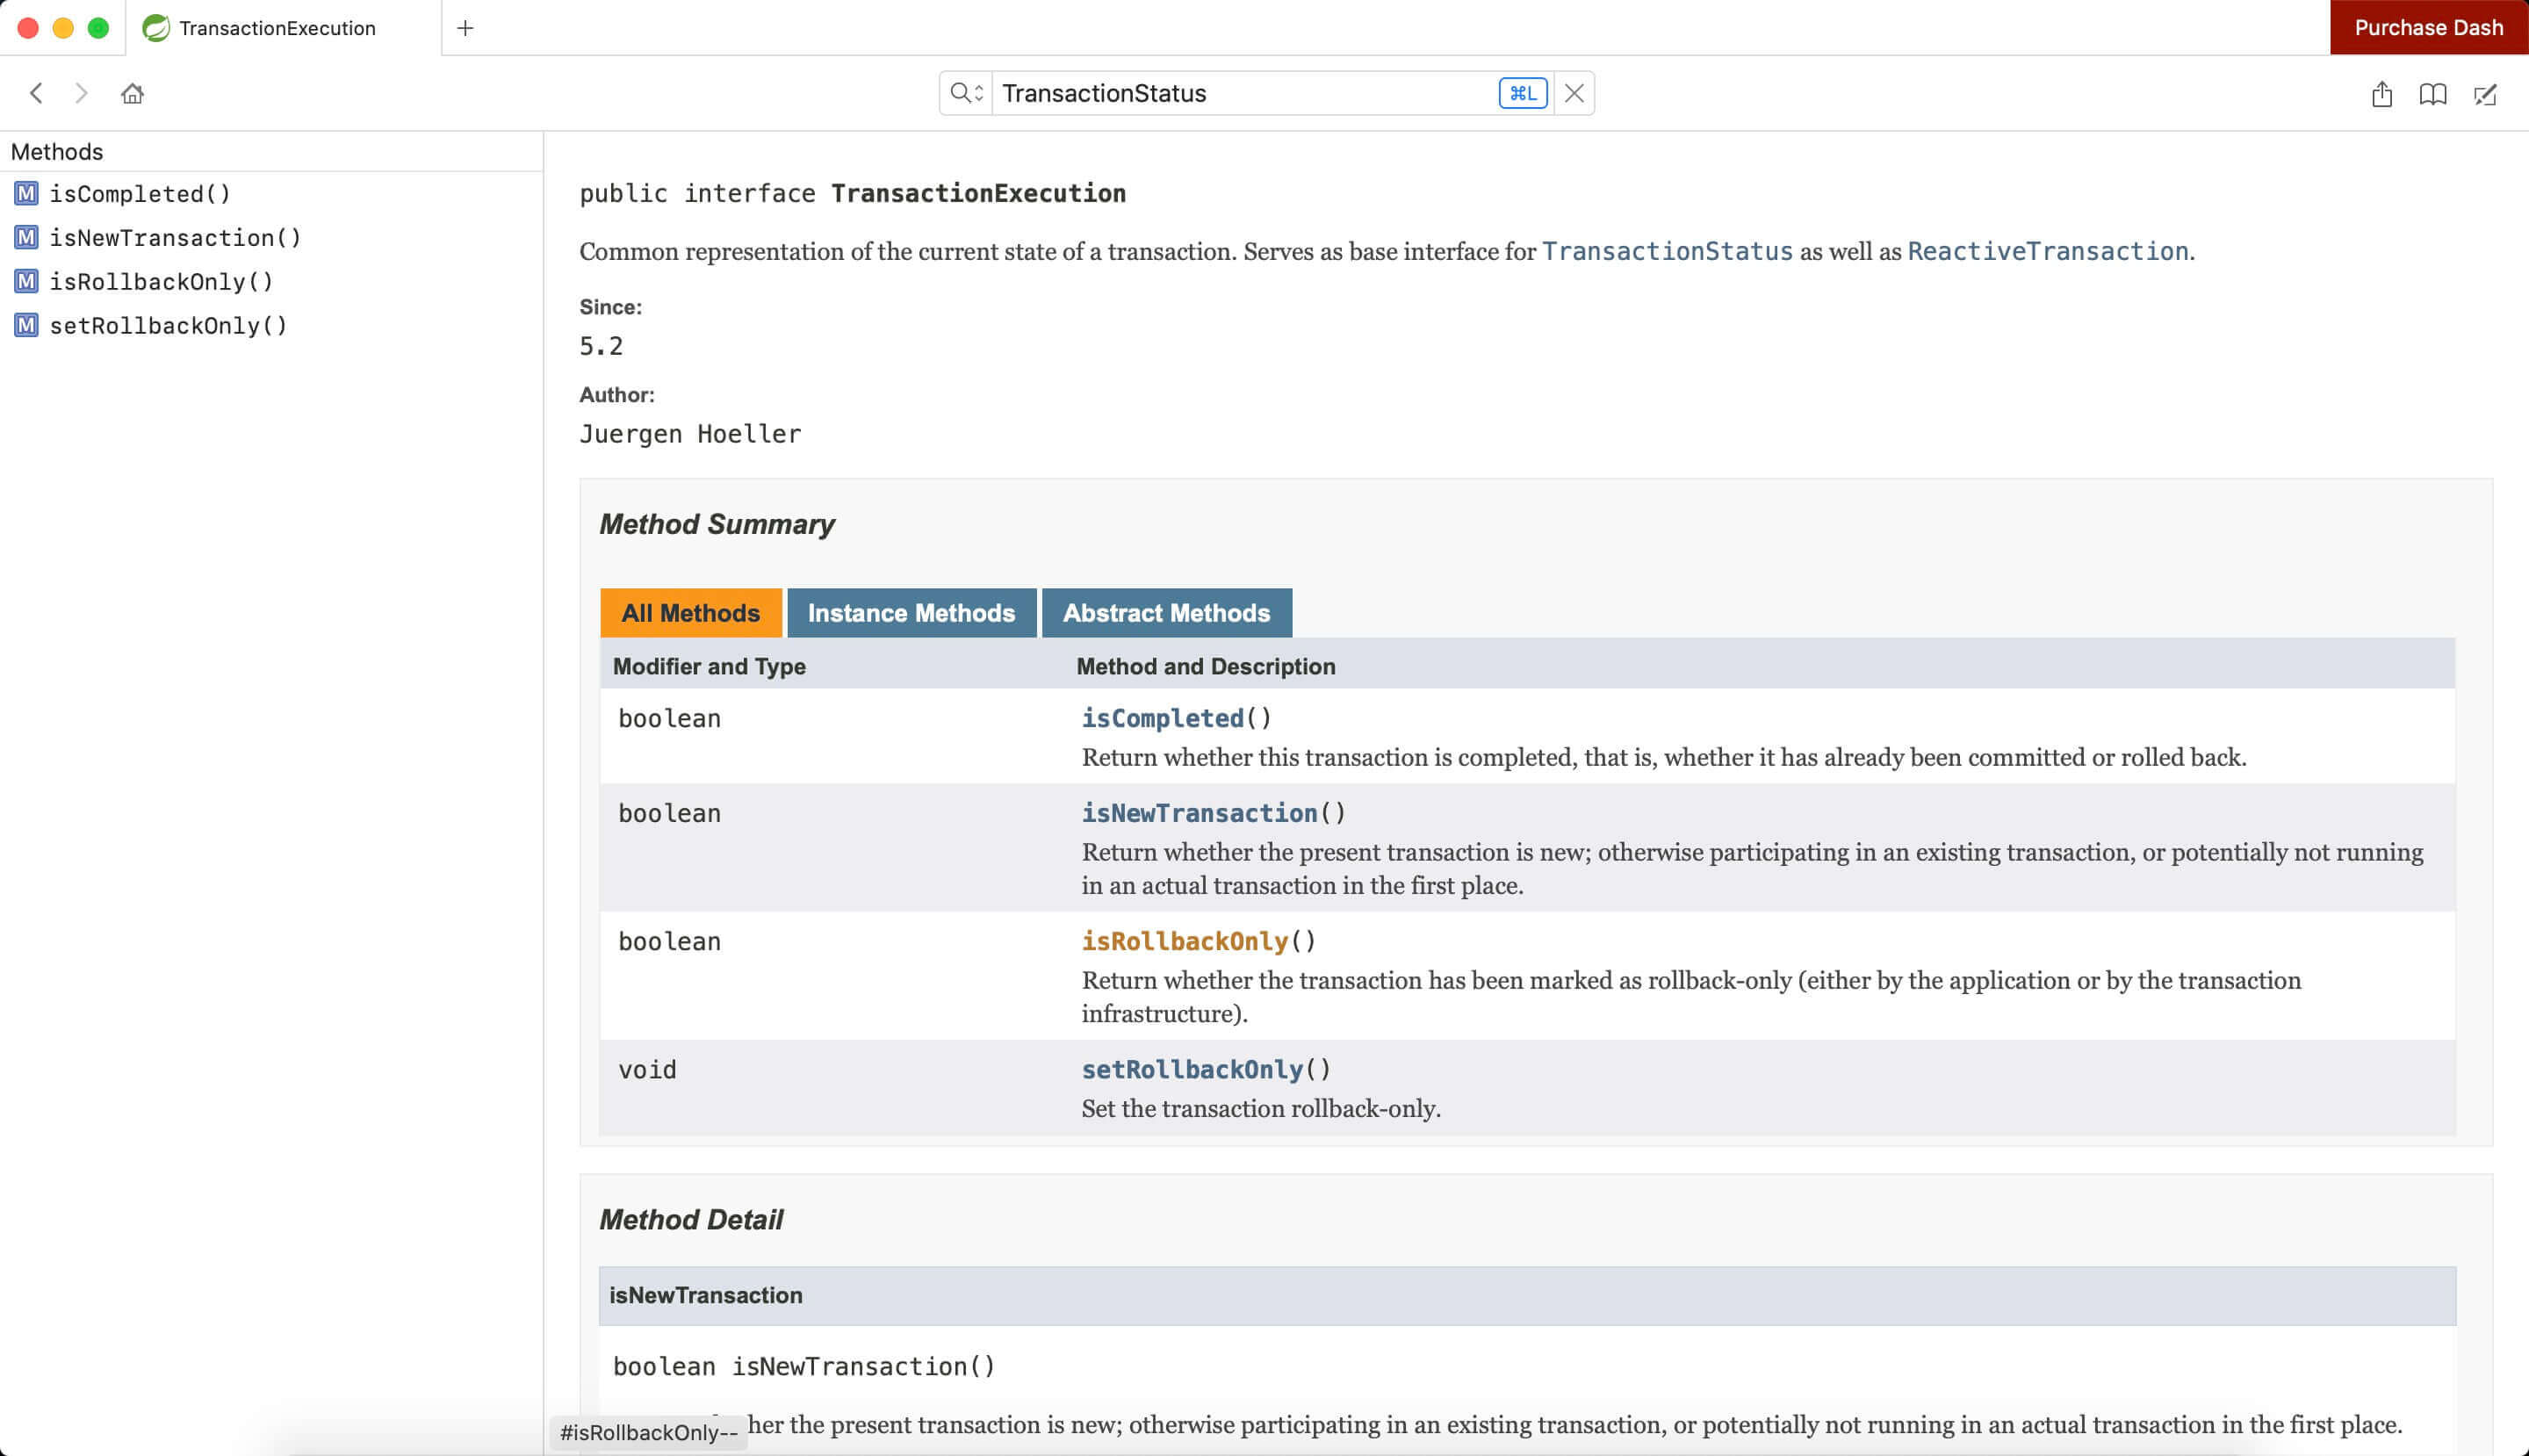 TransactionExecution
Purchase Dash
TransactionStatus
⌘L
Methods
M isCompleted()
M isNewTransaction()
M isRollbackOnly()
M setRollbackOnly()
public interface TransactionExecution
Common representation of the current state of a transaction. Serves as base interface for TransactionStatus as well as ReactiveTransaction.
Since:
5.2
Author:
Juergen Hoeller
Method Summary
All Methods Instance Methods Abstract Methods
Modifier and Type Method and Description
boolean isCompleted()
Return whether this transaction is completed, that is, whether it has already been committed or rolled back.
boolean isNewTransaction()
Return whether the present transaction is new; otherwise participating in an existing transaction, or potentially not running
in an actual transaction in the first place.
boolean isRollbackOnly()
Return whether the transaction has been marked as rollback-only (either by the application or by the transaction
infrastructure).
void setRollbackOnly()
Set the transaction rollback-only.
Method Detail
isNewTransaction
boolean isNewTransaction()
the present transaction is new; otherwise participating in an existing transaction, or potentially not running in an actual transaction in the first place.
#isRollbackOnly--